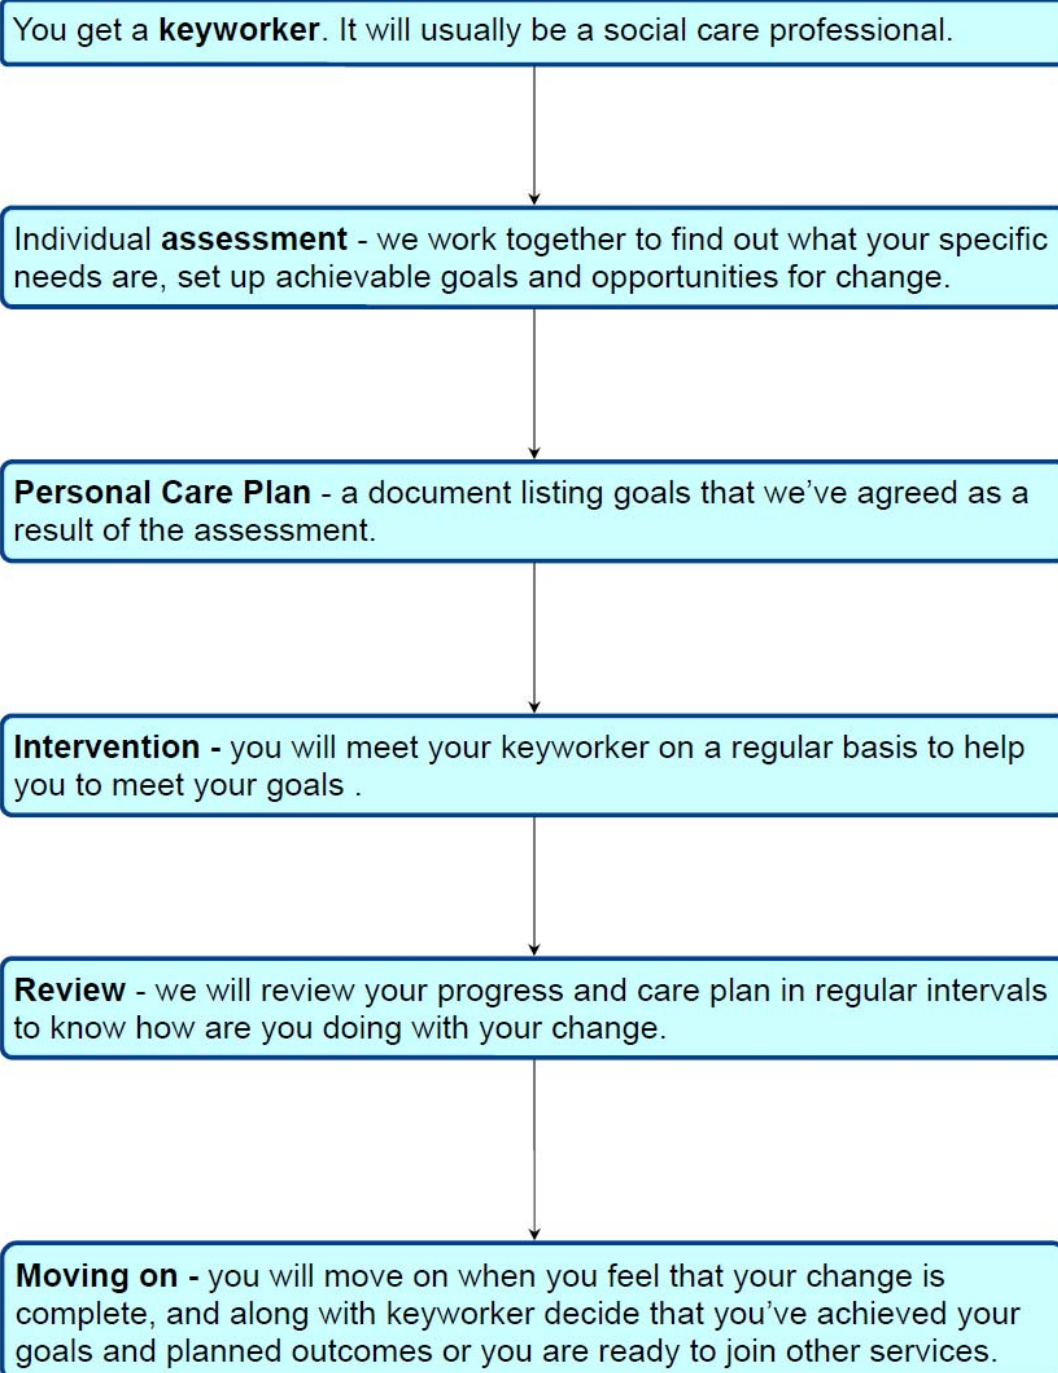 You get a keyworker. It will usually be a social care professional.
Individual assessment - we work together to find out what your specific
needs are, set up achievable goals and opportunities for change.
Personal Care Plan - a document listing goals that we've agreed as a
result of the assessment.
Intervention - you will meet your keyworker on a regular basis to help
you to meet your goals .
Review - we will review your progress and care plan in regular intervals
to know how are you doing with your change.
Moving on - you will move on when you feel that your change is
complete, and along with keyworker decide that you've achieved your
goals and planned outcomes or you are ready to join other services.